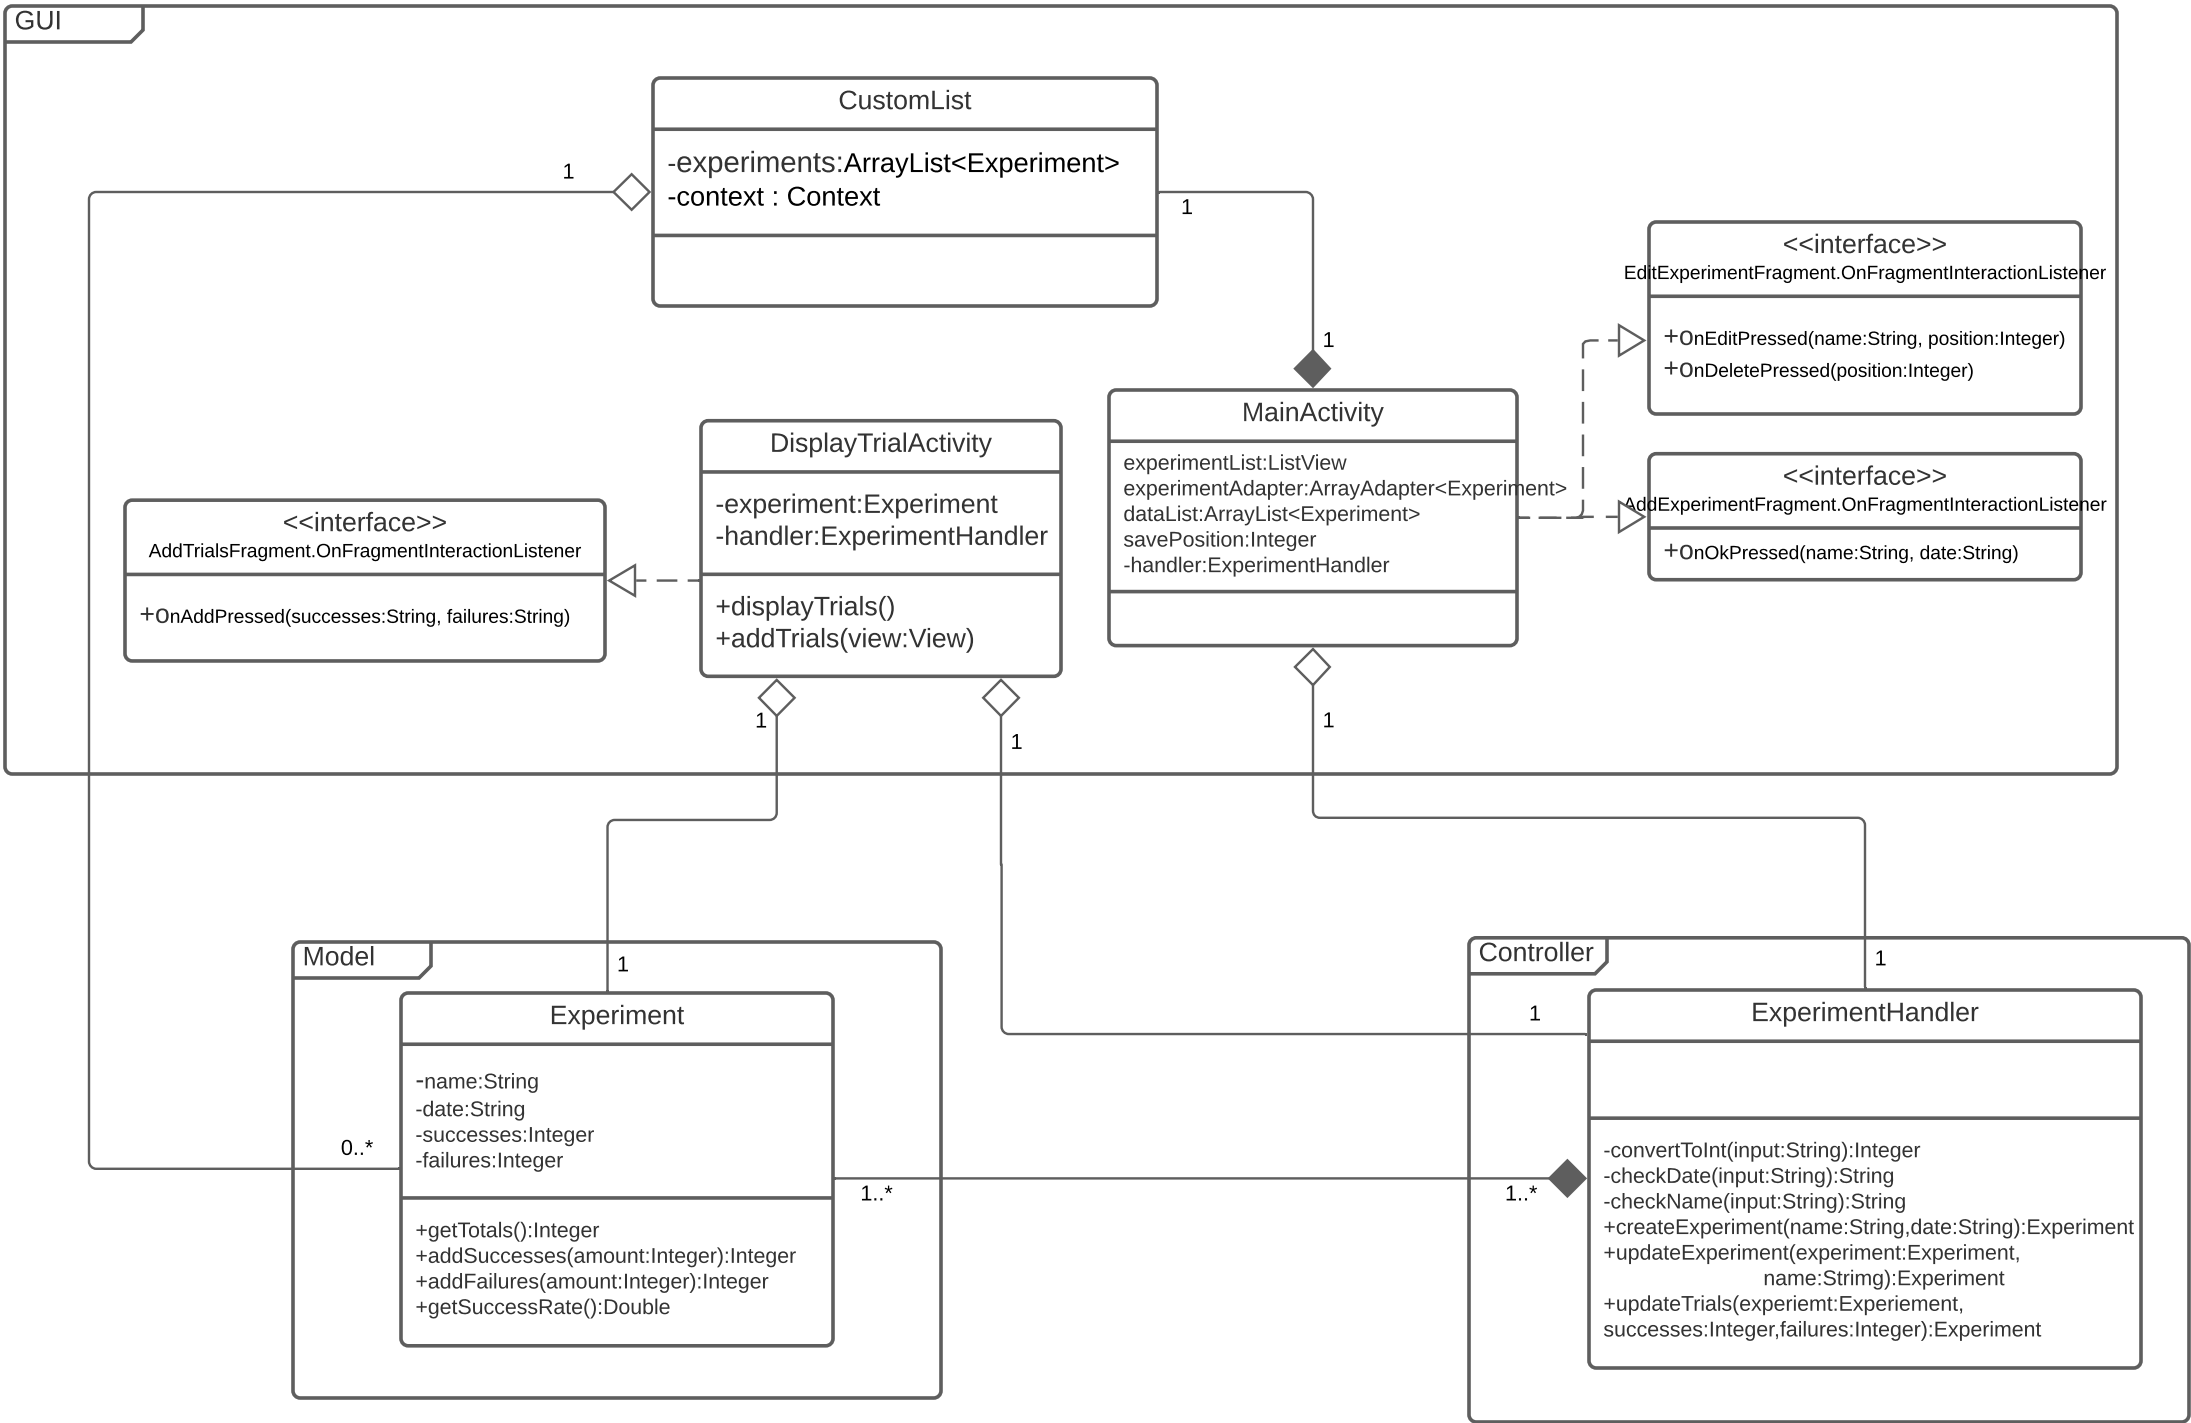 GUI
CustomList
-experiments:ArrayList<Experiment>
-context : Context
1
1
1
<<interface>>
EditExperimentFragment.OnFragmentInteractionListener
+onEditPressed(name:String, position:Integer)
+onDeletePressed(position:Integer)
MainActivity
experimentList:ListView
experimentAdapter:ArrayAdapter<Experiment>
dataList:ArrayList<Experiment>
savePosition:Integer
-handler:ExperimentHandler
<<interface>>
AddExperimentFragment.OnFragmentInteractionListener
+onOkPressed(name:String, date:String)
DisplayTrialActivity
-experiment:Experiment
-handler:ExperimentHandler
+displayTrials()
+addTrials(view:View)
<<interface>>
AddTrialsFragment.OnFragmentInteractionListener
+onAddPressed(successes:String, failures:String)
1
1
1
Model
1
Experiment
-name:String
-date:String
-successes:Integer
-failures:Integer
+getTotals():Integer
+addSuccesses(amount:Integer):Integer
+addFailures(amount:Integer):Integer
+getSuccessRate():Double
0..*
1..*
Controller
1
1
1..*
ExperimentHandler
-convertToInt(input:String):Integer
-checkDate(input:String):String
-checkName(input:String):String
+createExperiment(name:String,date:String):Experiment
+updateExperiment(experiment:Experiment,
name:Strimg):Experiment
+updateTrials(experiemt:Experiement,
successes:Integer,failures:Integer):Experiment